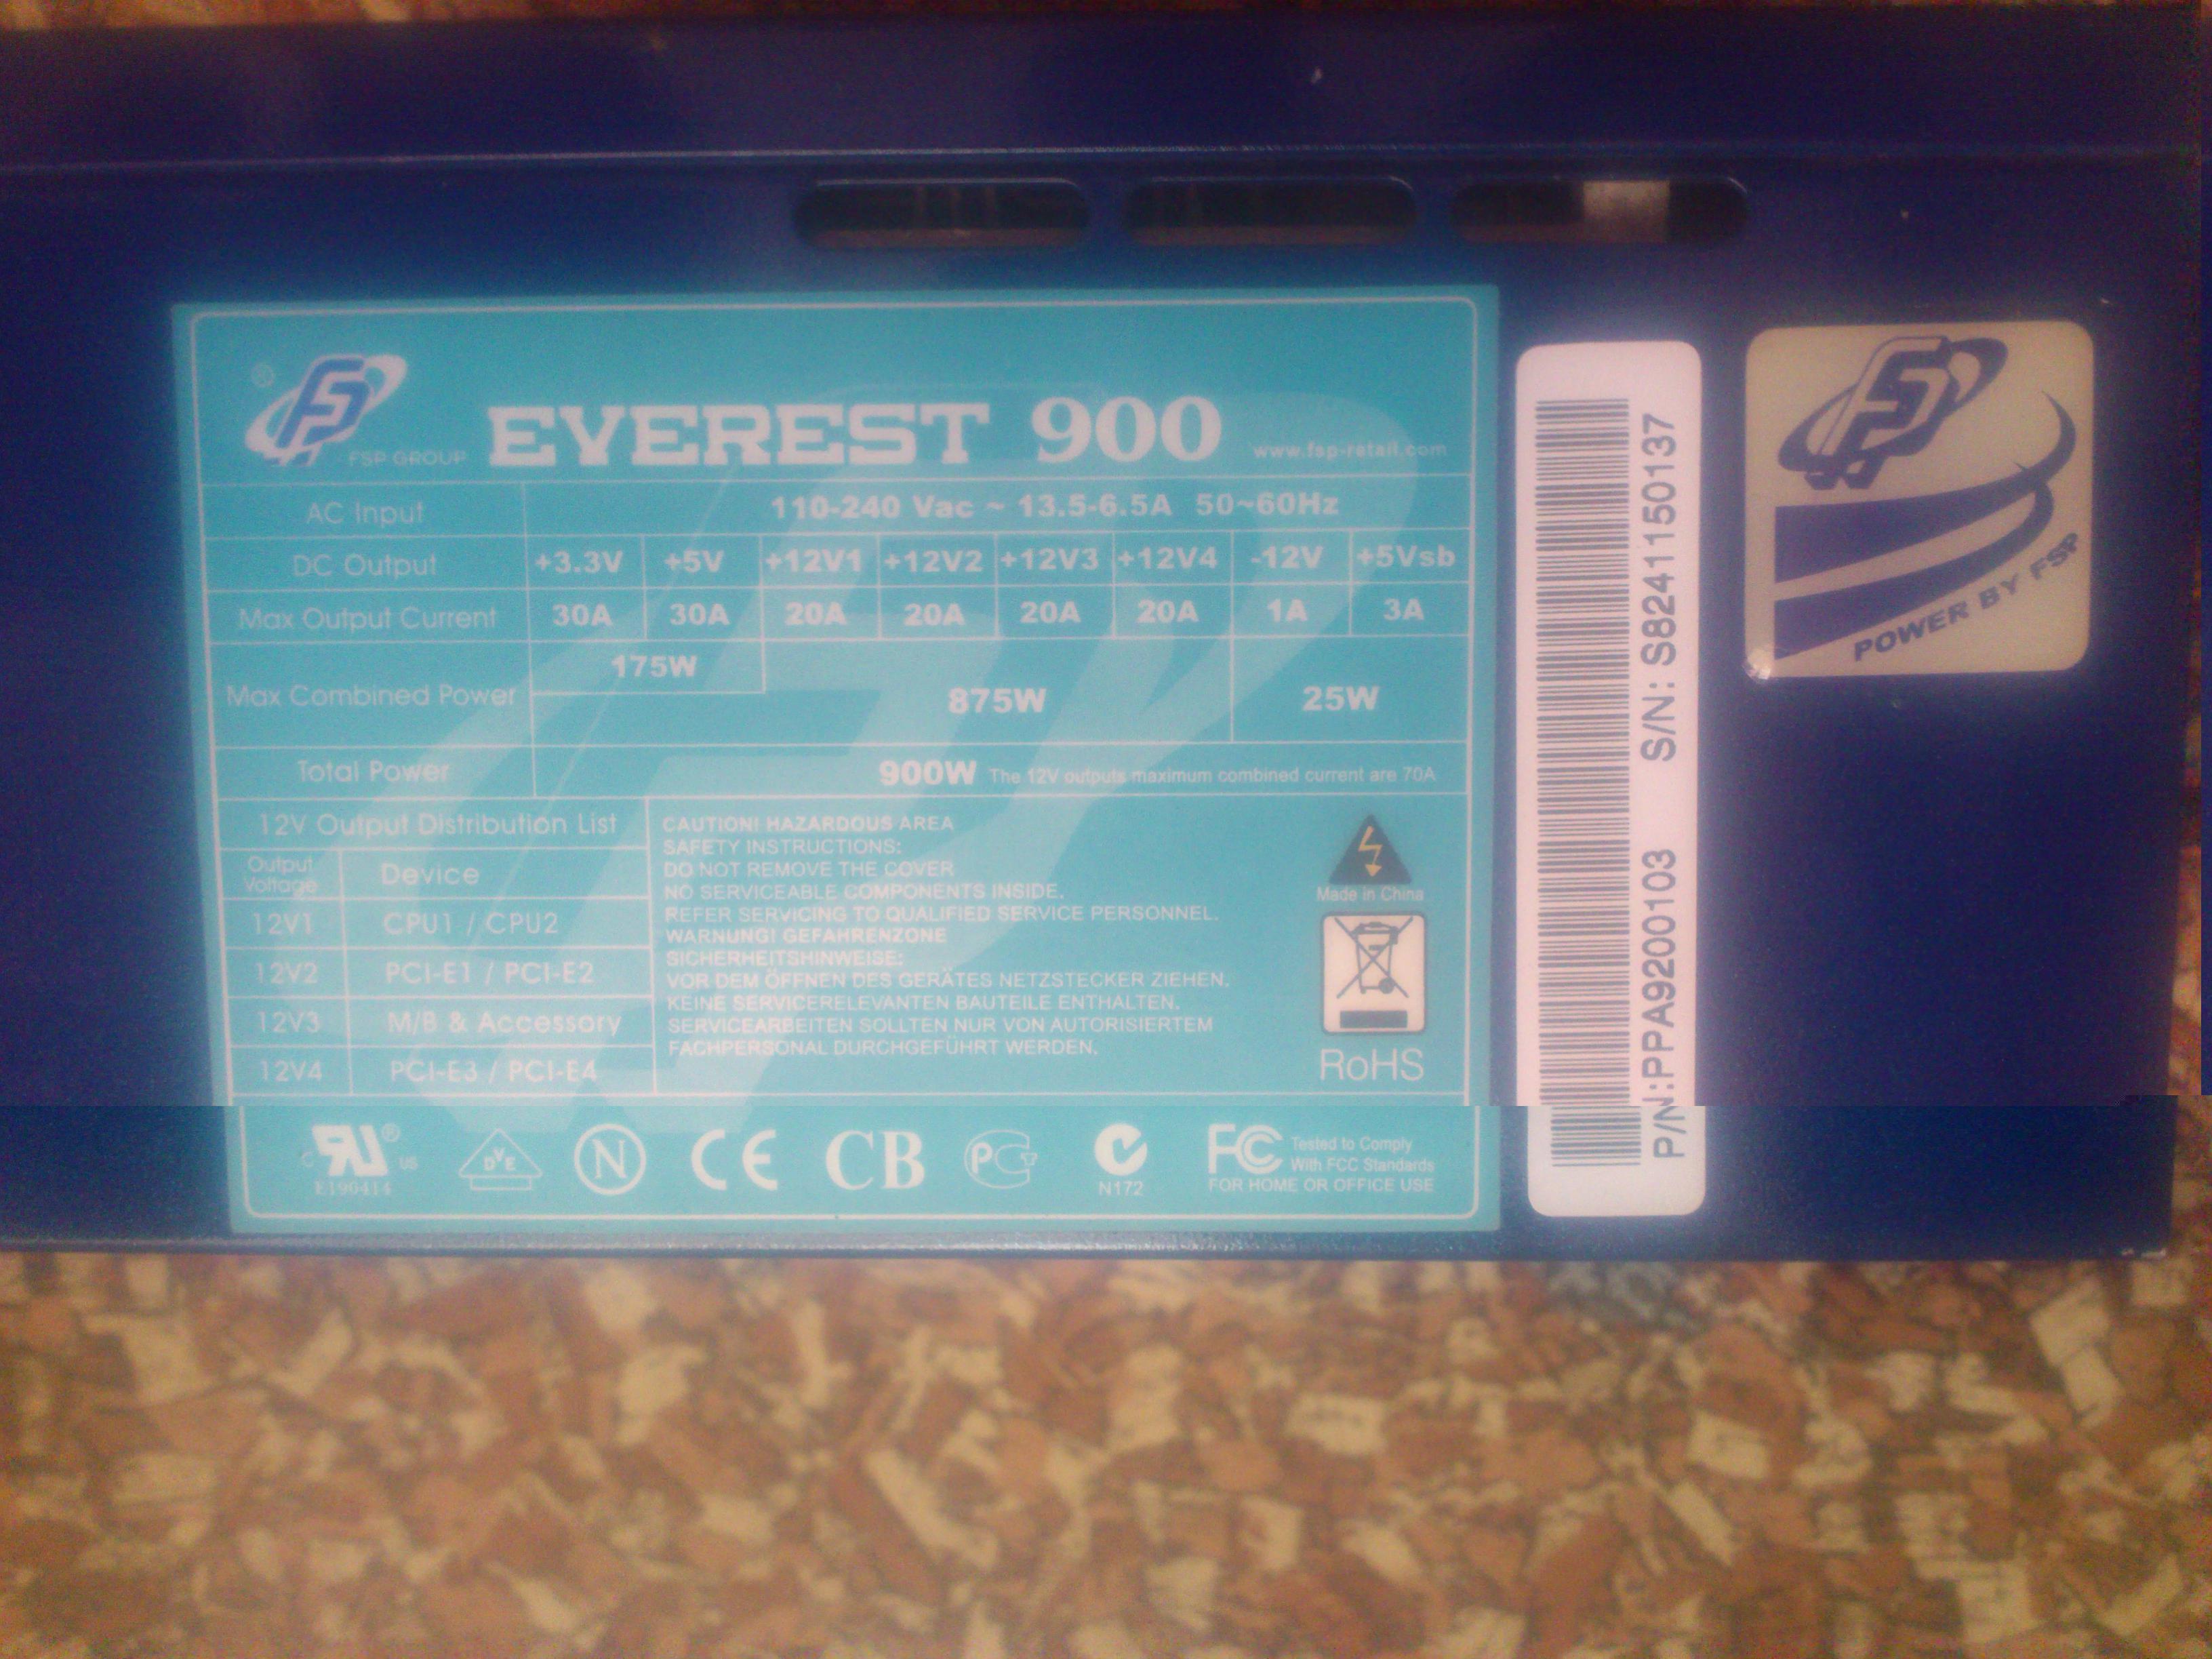 ® FSP GROUP EVEREST 900 www.fsp-retail.com
AC Input 110-240 Vac ~ 13.5-6.5A 50~60Hz
DC Output +3.3V +5V +12V1 +12V2 +12V3 +12V4 -12V +5Vsb
Max Output Current 30A 30A 20A 20A 20A 20A 1A 3A
Max Combined Power 175W 875W 25W
Total Power 900W The 12V outputs maximum combined current are 70A
12V Output Distribution List
Output Voltage Device
12V1 CPU1 / CPU2
12V2 PCI-E1 / PCI-E2
12V3 M/B & Accessory
12V4 PCI-E3 / PCI-E4
CAUTION! HAZARDOUS AREA
SAFETY INSTRUCTIONS:
DO NOT REMOVE THE COVER
NO SERVICEABLE COMPONENTS INSIDE.
REFER SERVICING TO QUALIFIED SERVICE PERSONNEL.
WARNUNG! GEFAHRENZONE
SICHERHEITSHINWEISE:
VOR DEM ÖFFNEN DES GERÄTES NETZSTECKER ZIEHEN.
KEINE SERVICERELEVANTEN BAUTEILE ENTHALTEN.
SERVICEARBEITEN SOLLTEN NUR VON AUTORISIERTEM
FACHPERSONAL DURCHGEFÜHRT WERDEN.
Made in China
RoHS
C RU ® US
E190414
DVE
N
CE
CB
PG
N172
FC Tested to Comply
With FCC Standards
FOR HOME OR OFFICE USE
P/N:PPA9200103 S/N: S8241150137
FSP
POWER BY FSP